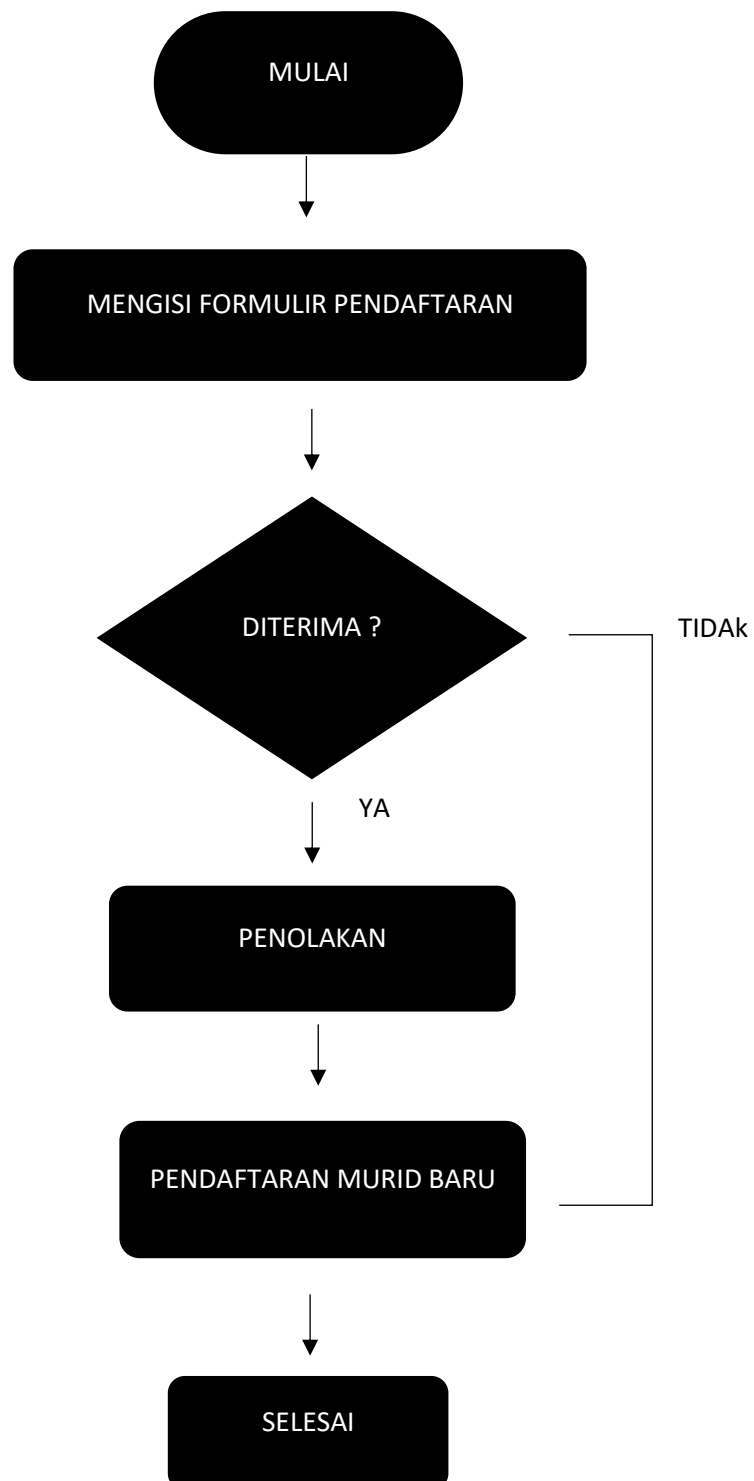 MULAI
MENGISI FORMULIR PENDAFTARAN
DITERIMA ?
TIDAk
YA
PENOLAKAN
PENDAFTARAN MURID BARU
SELESAI